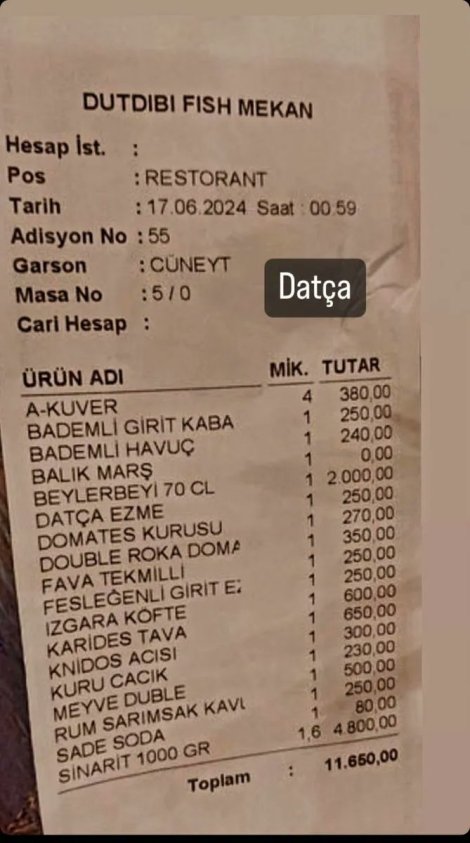 DUTDIBI FISH MEKAN
Hesap İst. :
Pos : RESTORANT
Tarih : 17.06.2024 Saat : 00:59
Adisyon No : 55
Garson : CÜNEYT
Masa No : 5 / 0
Datça
Cari Hesap :
ÜRÜN ADI MİK. TUTAR
A-KUVER 4 380,00
BADEMLİ GİRİT KABA 1 250,00
BADEMLİ HAVUÇ 1 240,00
BALIK MARŞ 1 0,00
BEYLERBEYİ 70 CL 1 2.000,00
DATÇA EZME 1 250,00
DOMATES KURUSU 1 270,00
DOUBLE ROKA DOMA 1 350,00
FAVA TEKMİLLİ 1 250,00
FESLEĞENLİ GİRİT EZ 1 250,00
IZGARA KÖFTE 1 600,00
KARİDES TAVA 1 650,00
KNİDOS ACISI 1 300,00
KURU CACIK 1 230,00
MEYVE DUBLE 1 500,00
RUM SARIMSAK KAVU 1 250,00
SADE SODA 1 80,00
SİNARİT 1000 GR 1,6 4.800,00
Toplam : 11.650,00